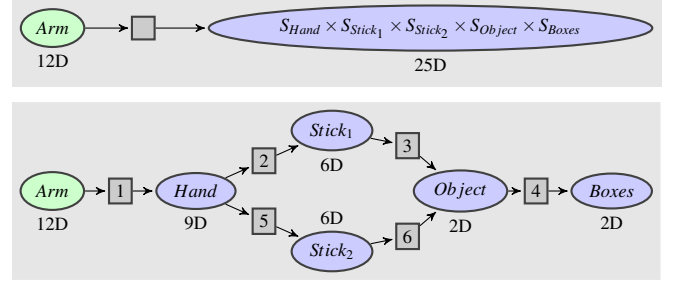 Arm S_Hand × S_Stick₁ × S_Stick₂ × S_Object × S_Boxes
12D 25D
Stick₁
2 3
6D
Arm 1 Hand Object 4 Boxes
12D 9D 6D 2D 2D
5 6
Stick₂